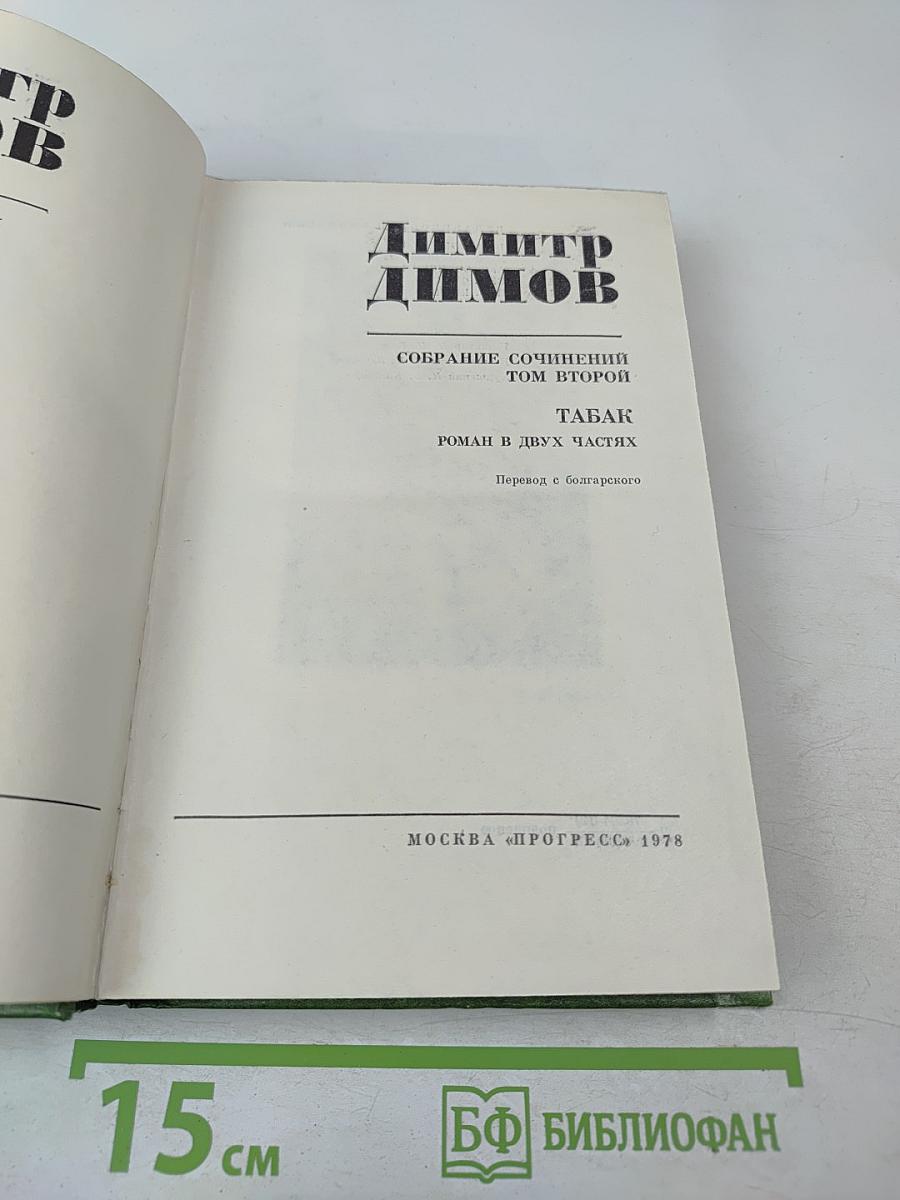 Димитр
ДИМОВ
СОБРАНИЕ СОЧИНЕНИЙ
ТОМ ВТОРОЙ
ТАБАК
РОМАН В ДВУХ ЧАСТЯХ
Перевод с болгарского
МОСКВА «ПРОГРЕСС» 1978
15 см
БФ БИБЛИОФАН